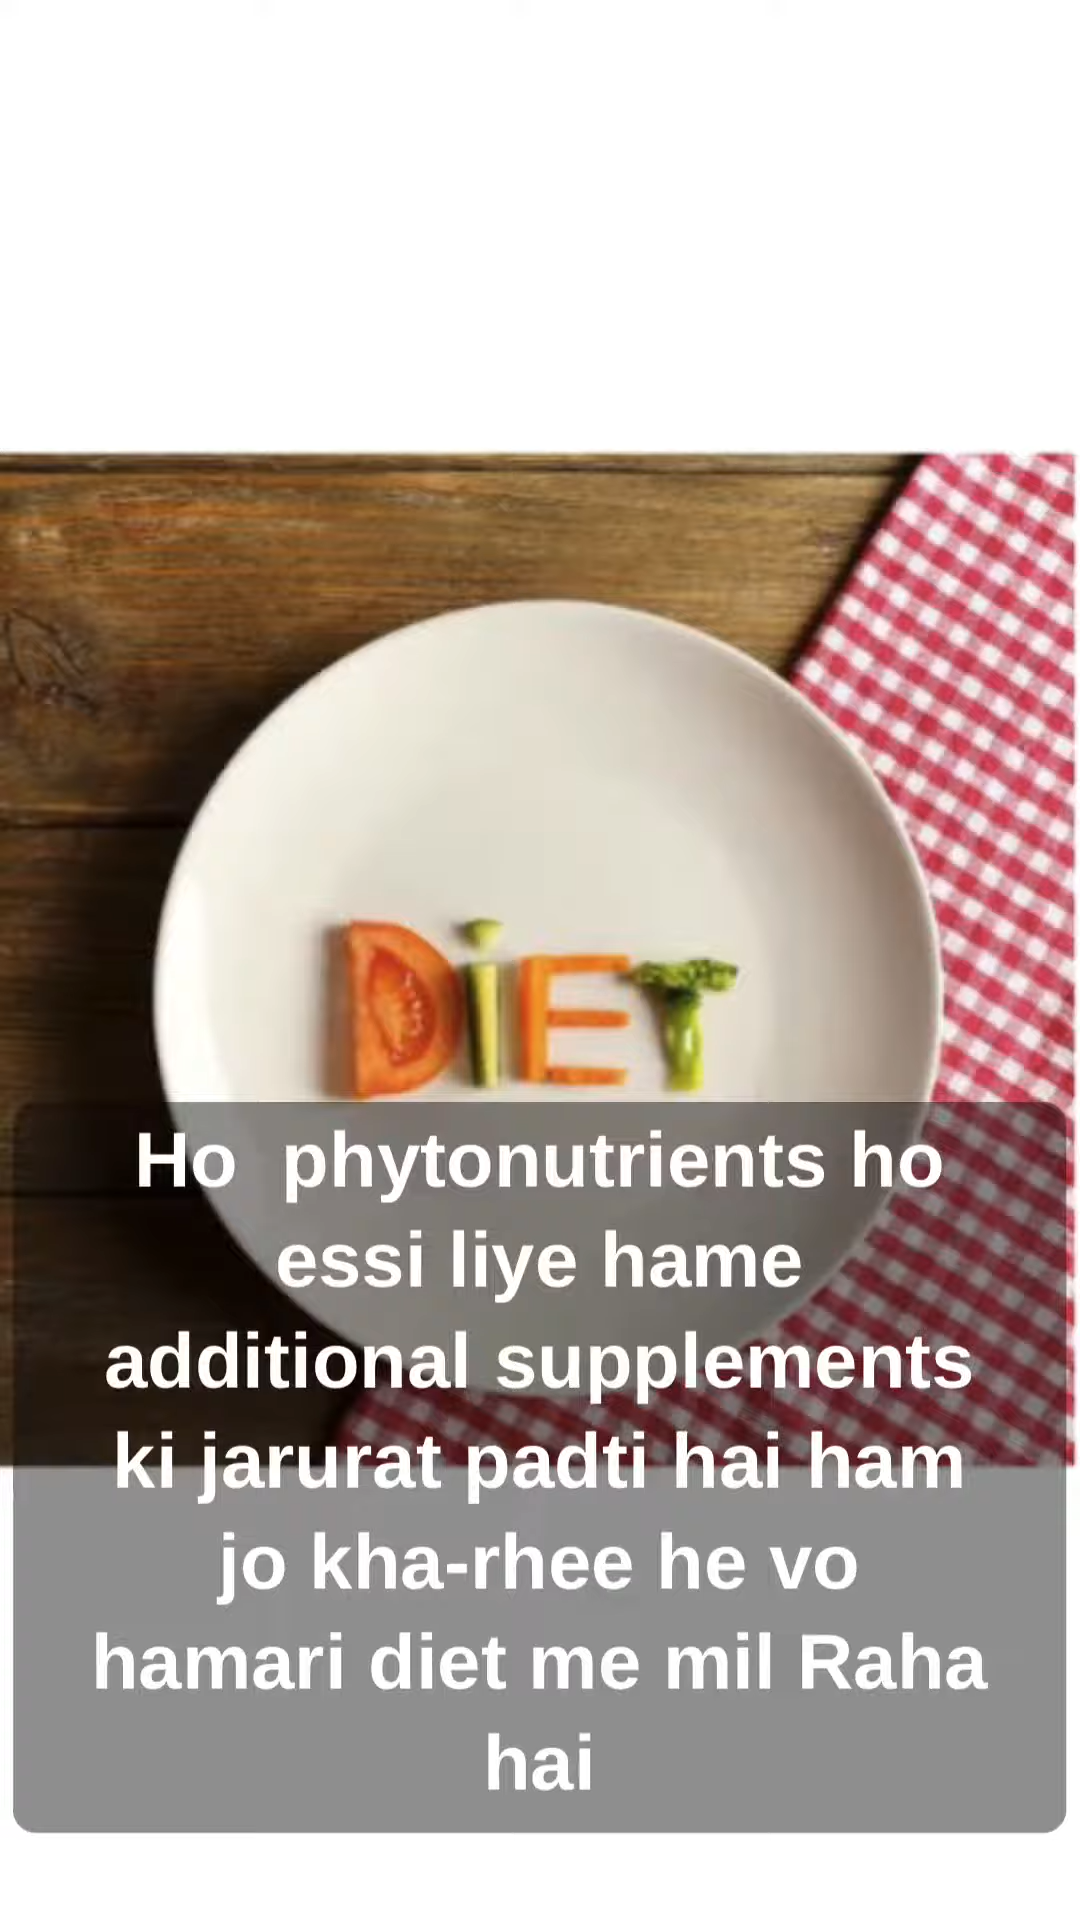 DiET
Ho  phytonutrients ho
essi liye hame
additional supplements
ki jarurat padti hai ham
jo kha-rhee he vo
hamari diet me mil Raha
hai